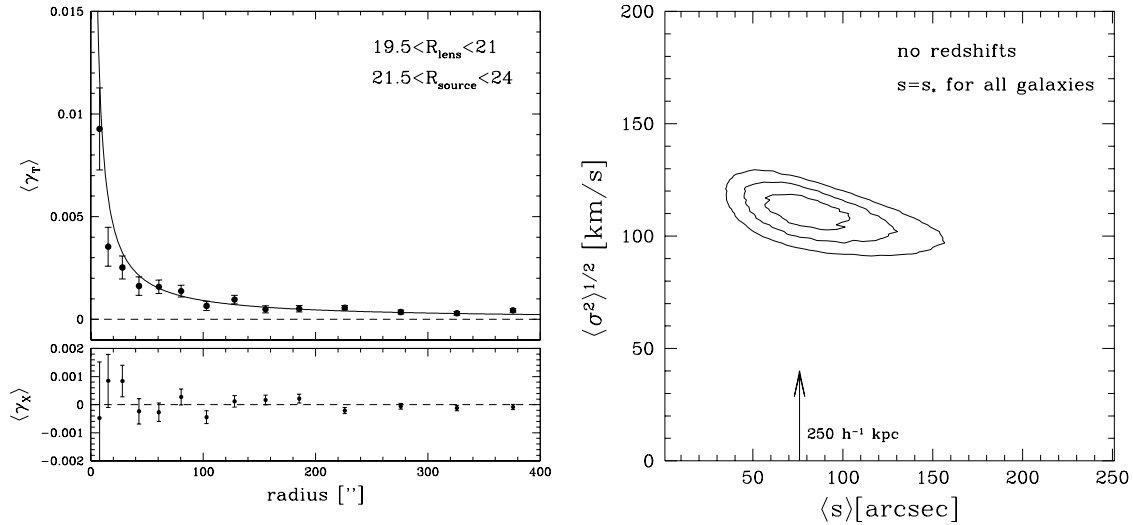 0.015
0.01
0.005
0
⟨γ_T⟩
19.5<R_lens<21
21.5<R_source<24
0.002
0.001
0
−0.001
−0.002
⟨γ_X⟩
0 100 200 300 400
radius ['']
200
150
100
50
0
⟨σ²⟩^1/2 [km/s]
no redshifts
s=s_* for all galaxies
250 h⁻¹ kpc
50 100 150 200 250
⟨s⟩[arcsec]